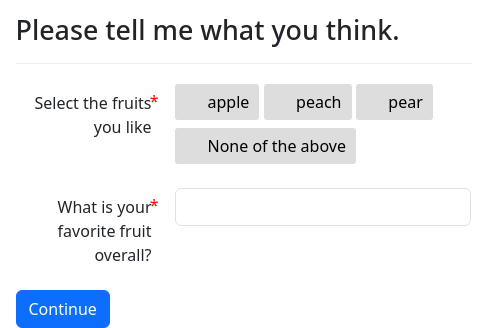 Please tell me what you think.
Select the fruits*
you like
apple
peach
pear
None of the above
What is your*
favorite fruit
overall?
Continue